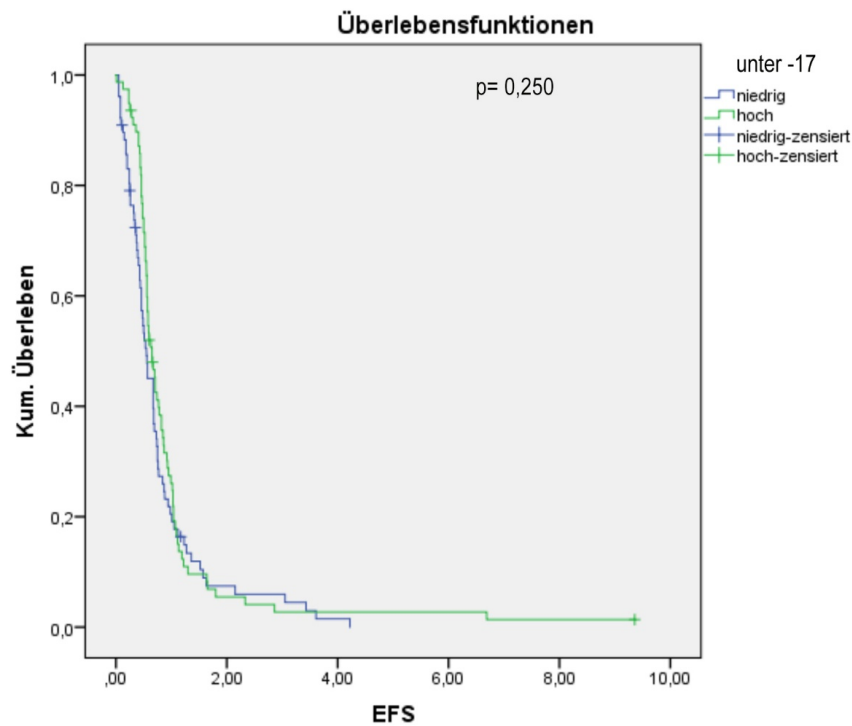 Überlebensfunktionen
unter -17
p= 0,250
niedrig
hoch
niedrig-zensiert
hoch-zensiert
Kum. Überleben
1,0
0,8
0,6
0,4
0,2
0,0
,00 2,00 4,00 6,00 8,00 10,00
EFS